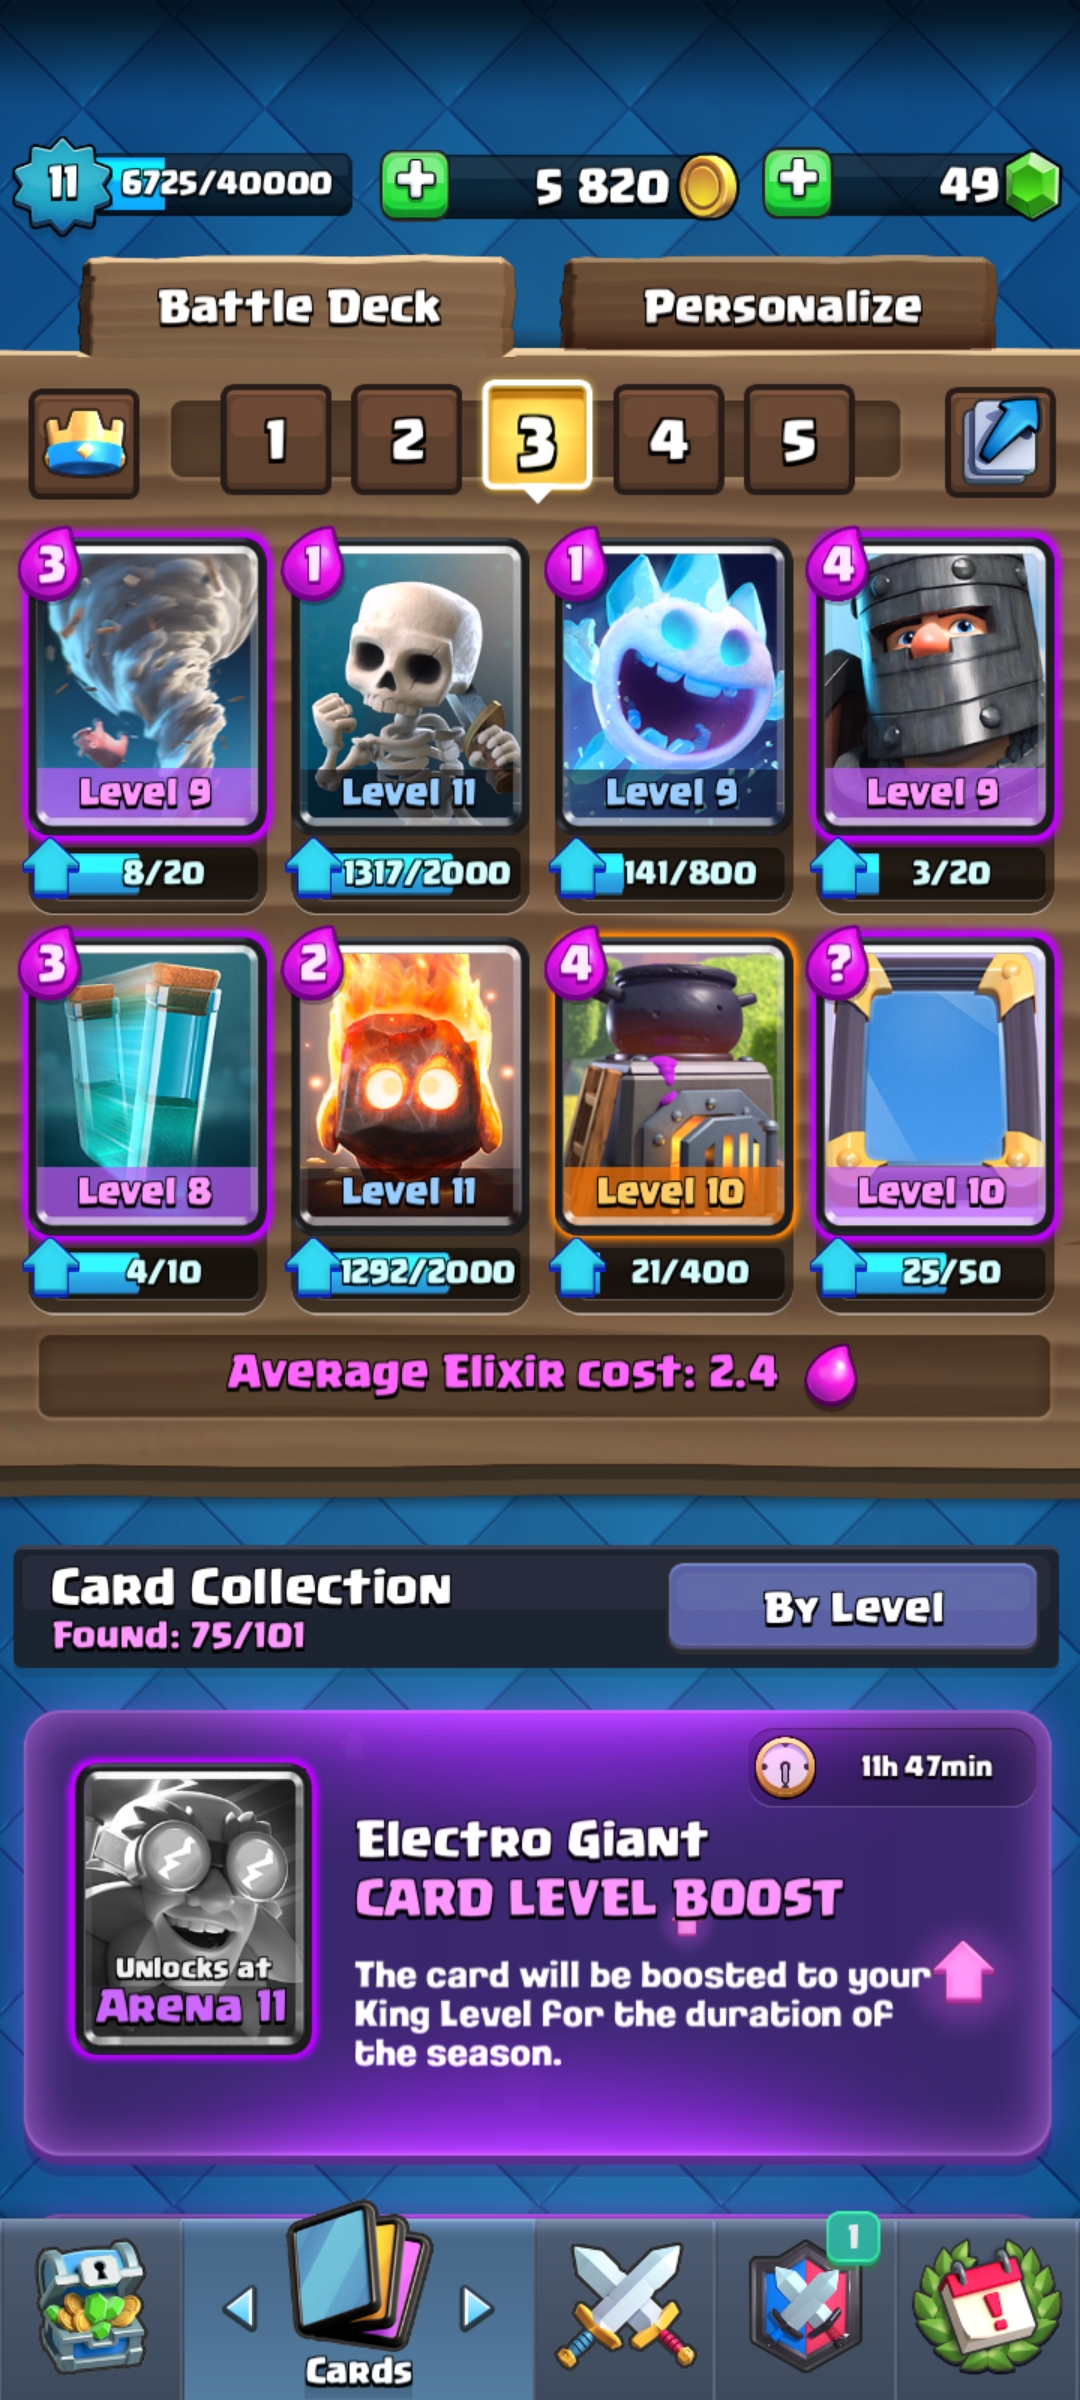 11 6725/40000 5 820 49
Battle Deck Personalize
1 2 3 4 5
3 1 1 4
Level 9 Level 11 Level 9 Level 9
8/20 1317/2000 141/800 3/20
3 2 4 ?
Level 8 Level 11 Level 10 Level 10
4/10 1292/2000 21/400 25/50
Average Elixir cost: 2.4
Card Collection
Found: 75/101
By Level
11h 47min
Electro Giant
CARD LEVEL BOOST
Unlocks at
Arena 11
The card will be boosted to your
King Level for the duration of
the season.
1
Cards